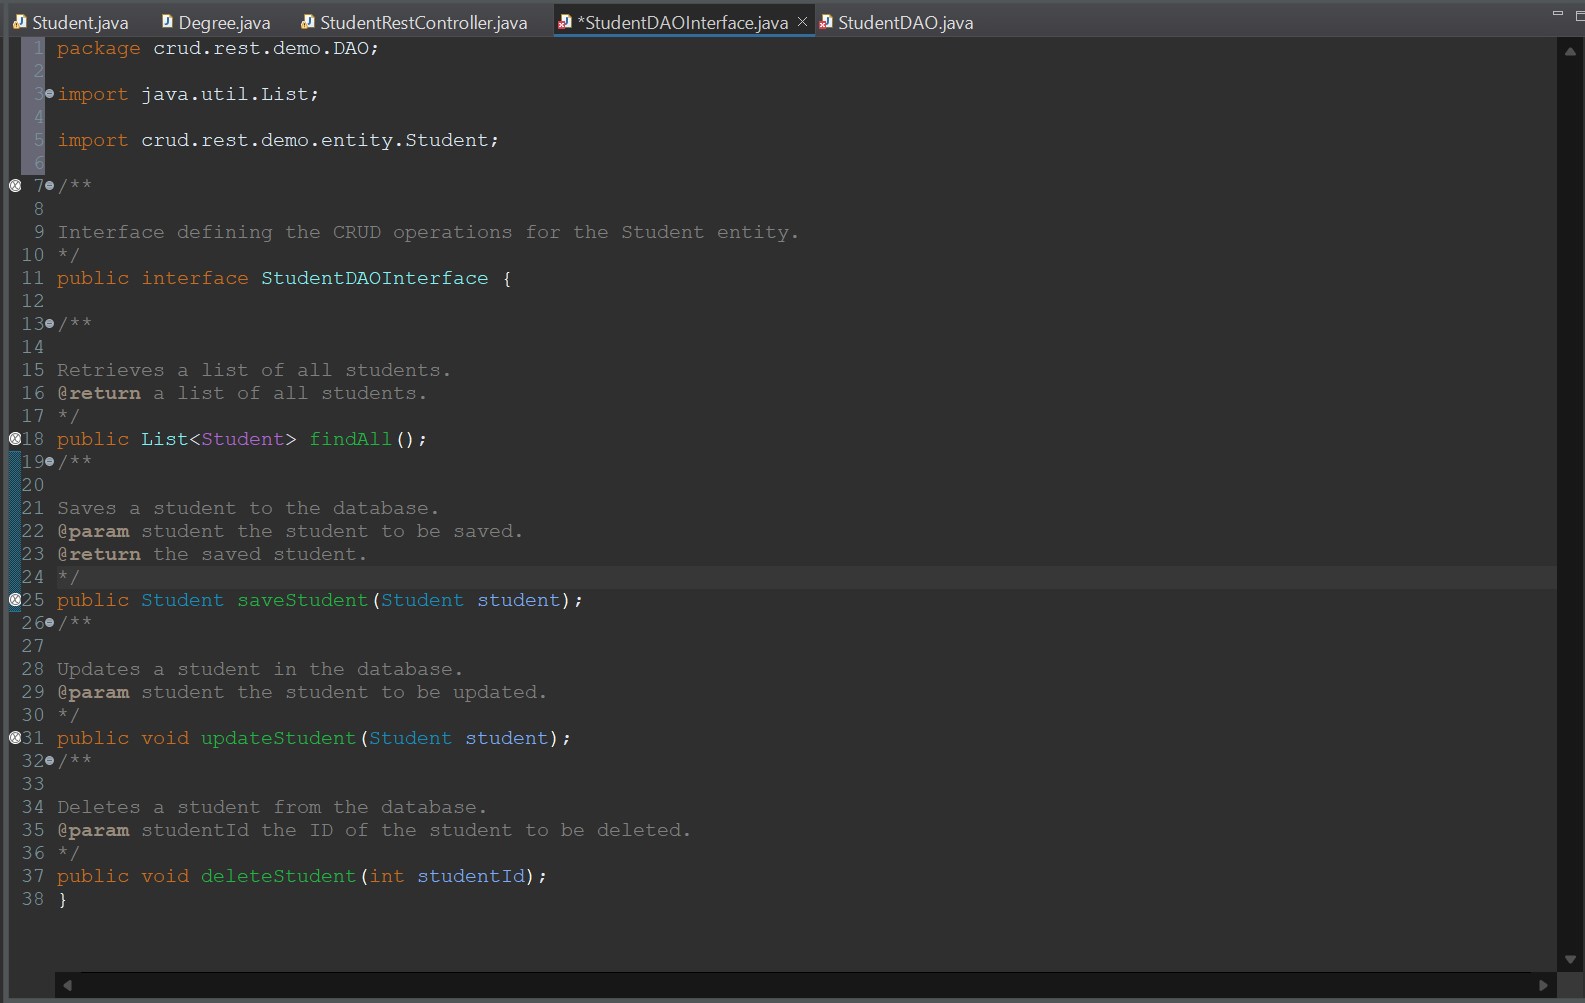 Student.java Degree.java StudentRestController.java *StudentDAOInterface.java StudentDAO.java
1 package crud.rest.demo.DAO;
2
3 import java.util.List;
4
5 import crud.rest.demo.entity.Student;
6
7 /**
8
9 Interface defining the CRUD operations for the Student entity.
10 */
11 public interface StudentDAOInterface {
12
13 /**
14
15 Retrieves a list of all students.
16 @return a list of all students.
17 */
18 public List<Student> findAll();
19 /**
20
21 Saves a student to the database.
22 @param student the student to be saved.
23 @return the saved student.
24 */
25 public Student saveStudent(Student student);
26 /**
27
28 Updates a student in the database.
29 @param student the student to be updated.
30 */
31 public void updateStudent(Student student);
32 /**
33
34 Deletes a student from the database.
35 @param studentId the ID of the student to be deleted.
36 */
37 public void deleteStudent(int studentId);
38 }